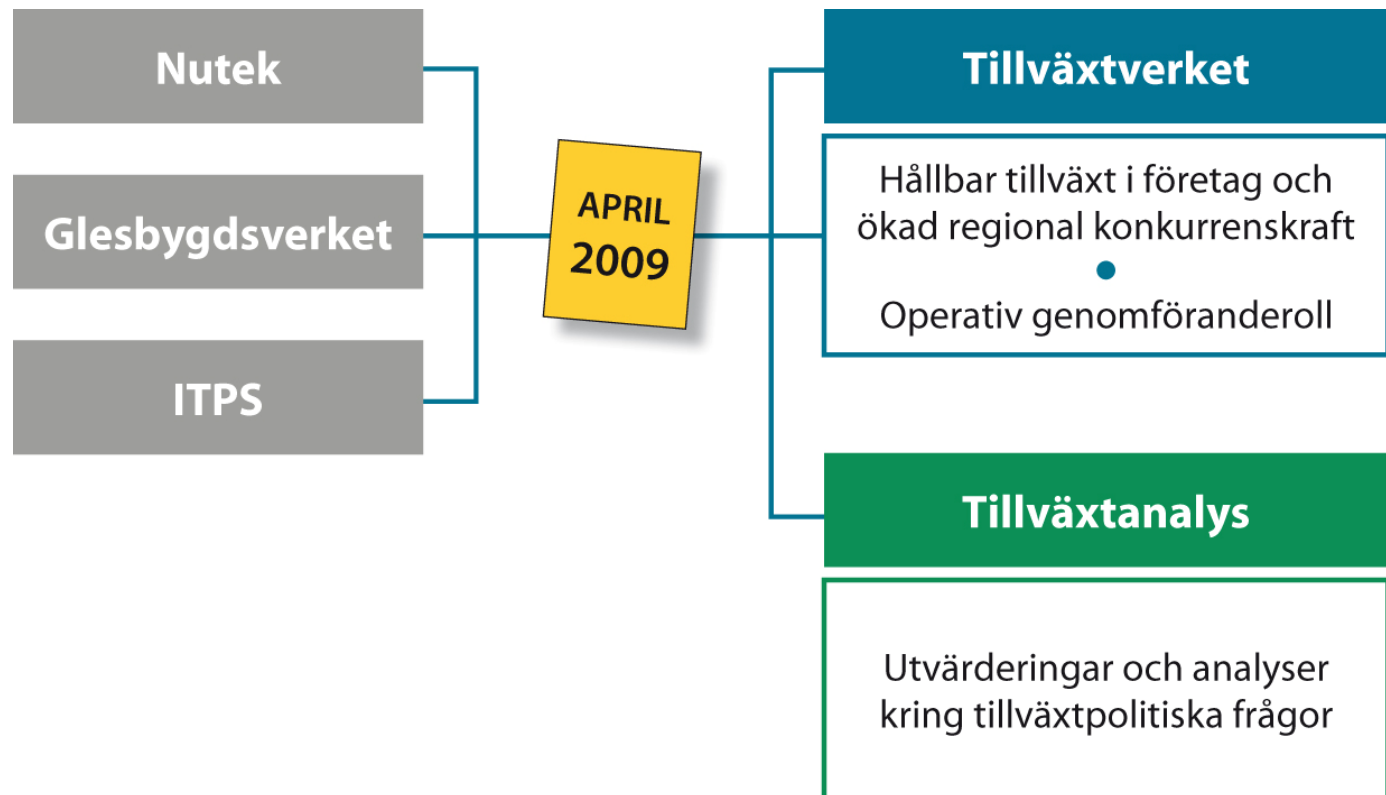 Nutek
Glesbygdsverket
ITPS
APRIL
2009
Tillväxtverket
Hållbar tillväxt i företag och
ökad regional konkurrenskraft
•
Operativ genomföranderoll
Tillväxtanalys
Utvärderingar och analyser
kring tillväxtpolitiska frågor